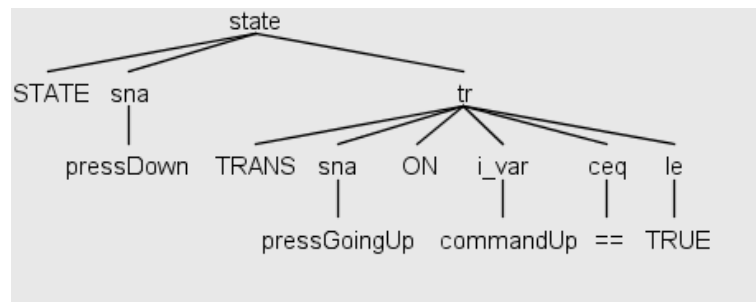 state
STATE sna tr
pressDown TRANS sna ON i_var ceq le
pressGoingUp commandUp == TRUE